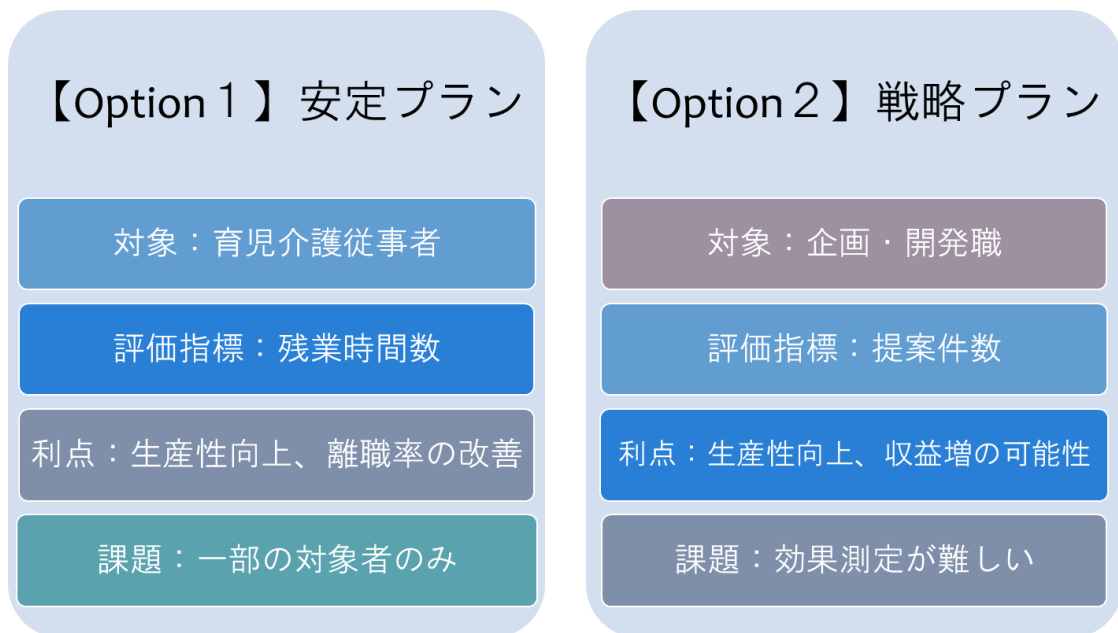 【Option１】安定プラン
対象：育児介護従事者
評価指標：残業時間数
利点：生産性向上、離職率の改善
課題：一部の対象者のみ
【Option２】戦略プラン
対象：企画・開発職
評価指標：提案件数
利点：生産性向上、収益増の可能性
課題：効果測定が難しい